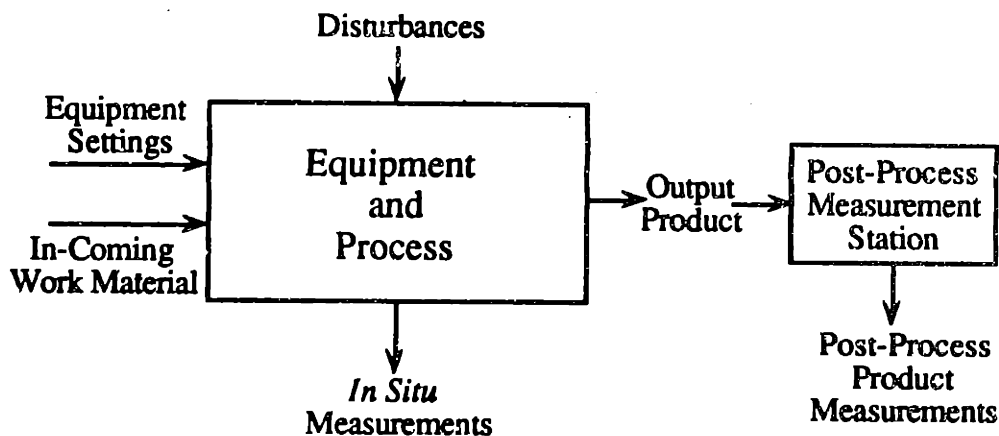 Disturbances
Equipment
Settings
In-Coming
Work Material
Equipment
and
Process
In Situ
Measurements
Output
Product
Post-Process
Measurement
Station
Post-Process
Product
Measurements